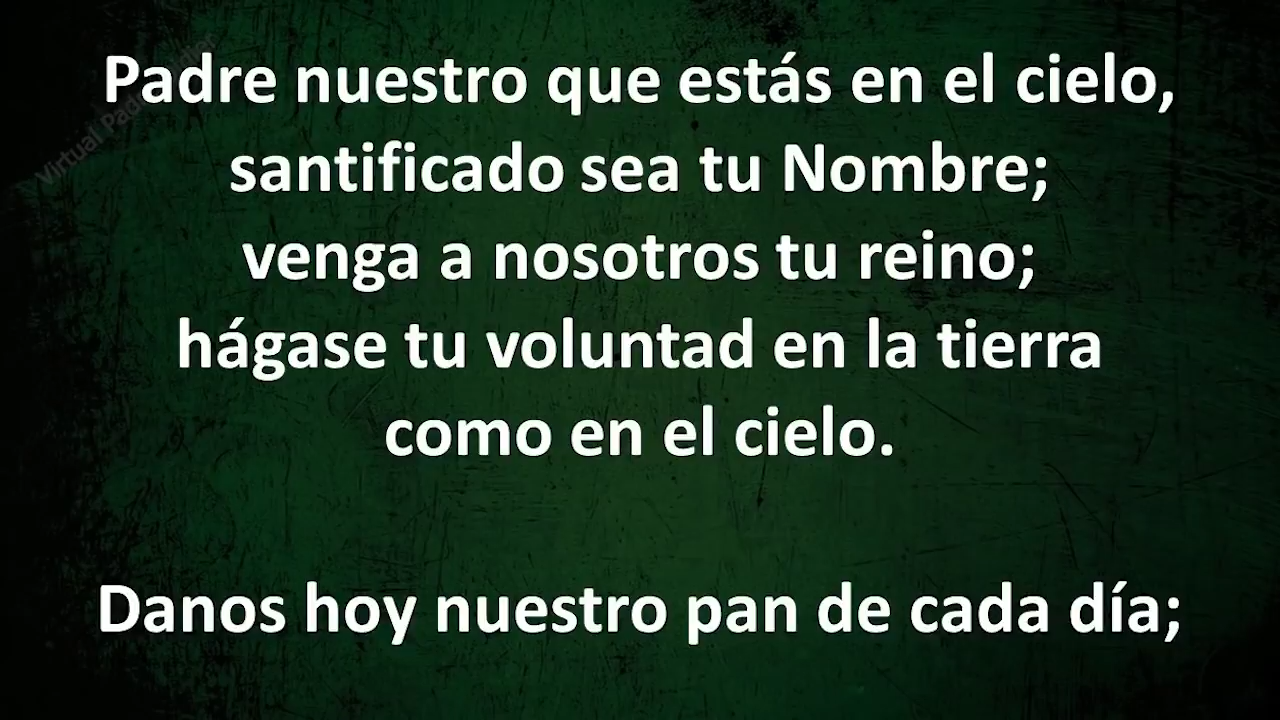 Padre nuestro que estás en el cielo,
santificado sea tu Nombre;
venga a nosotros tu reino;
hágase tu voluntad en la tierra
como en el cielo.
Danos hoy nuestro pan de cada día;
Virtual